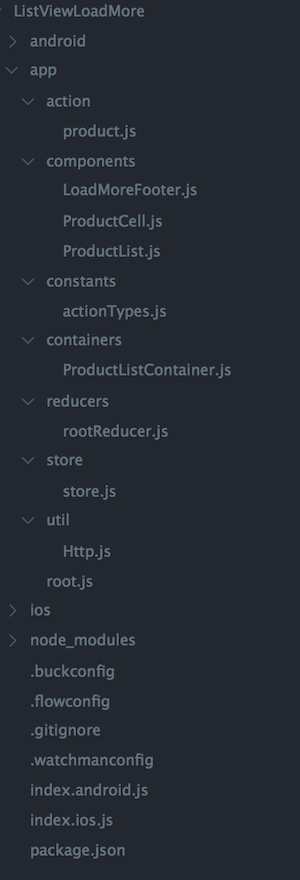 ListViewLoadMore
android
app
action
product.js
components
LoadMoreFooter.js
ProductCell.js
ProductList.js
constants
actionTypes.js
containers
ProductListContainer.js
reducers
rootReducer.js
store
store.js
util
Http.js
root.js
ios
node_modules
.buckconfig
.flowconfig
.gitignore
.watchmanconfig
index.android.js
index.ios.js
package.json